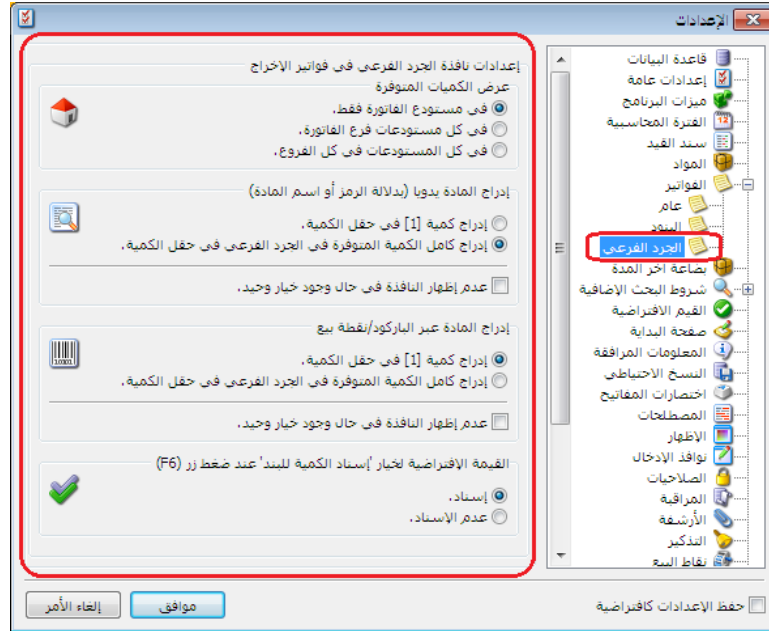 الإعدادات
قاعدة البيانات
إعدادات عامة
ميزات البرنامج
الفترة المحاسبية
سند القيد
المواد
الفواتير
عام
البنود
الجرد الفرعي
بضاعة آخر المدة
شروط البحث الإضافية
القيم الافتراضية
صفحة البداية
المعلومات المرافقة
النسخ الاحتياطي
اختصارات المفاتيح
المصطلحات
الإظهار
نوافذ الإدخال
الصلاحيات
المراقبة
الأرشفة
التذكير
نقاط البيع
إعدادات نافذة الجرد الفرعي في فواتير الإخراج
عرض الكميات المتوفرة
في مستودع الفاتورة فقط.
في كل مستودعات فرع الفاتورة.
في كل المستودعات في كل الفروع.
إدراج المادة يدويا (بدلالة الرمز أو اسم المادة)
إدراج كمية [1] في حقل الكمية.
إدراج كامل الكمية المتوفرة في الجرد الفرعي في حقل الكمية.
عدم إظهار النافذة في حال وجود خيار وحيد.
إدراج المادة عبر الباركود/نقطة بيع
إدراج كمية [1] في حقل الكمية.
إدراج كامل الكمية المتوفرة في الجرد الفرعي في حقل الكمية.
عدم إظهار النافذة في حال وجود خيار وحيد.
القيمة الإفتراضية لخيار 'إسناد الكمية للبند' عند ضغط زر (F6)
إسناد.
عدم الإسناد.
حفظ الإعدادات كافتراضية
موافق
إلغاء الأمر